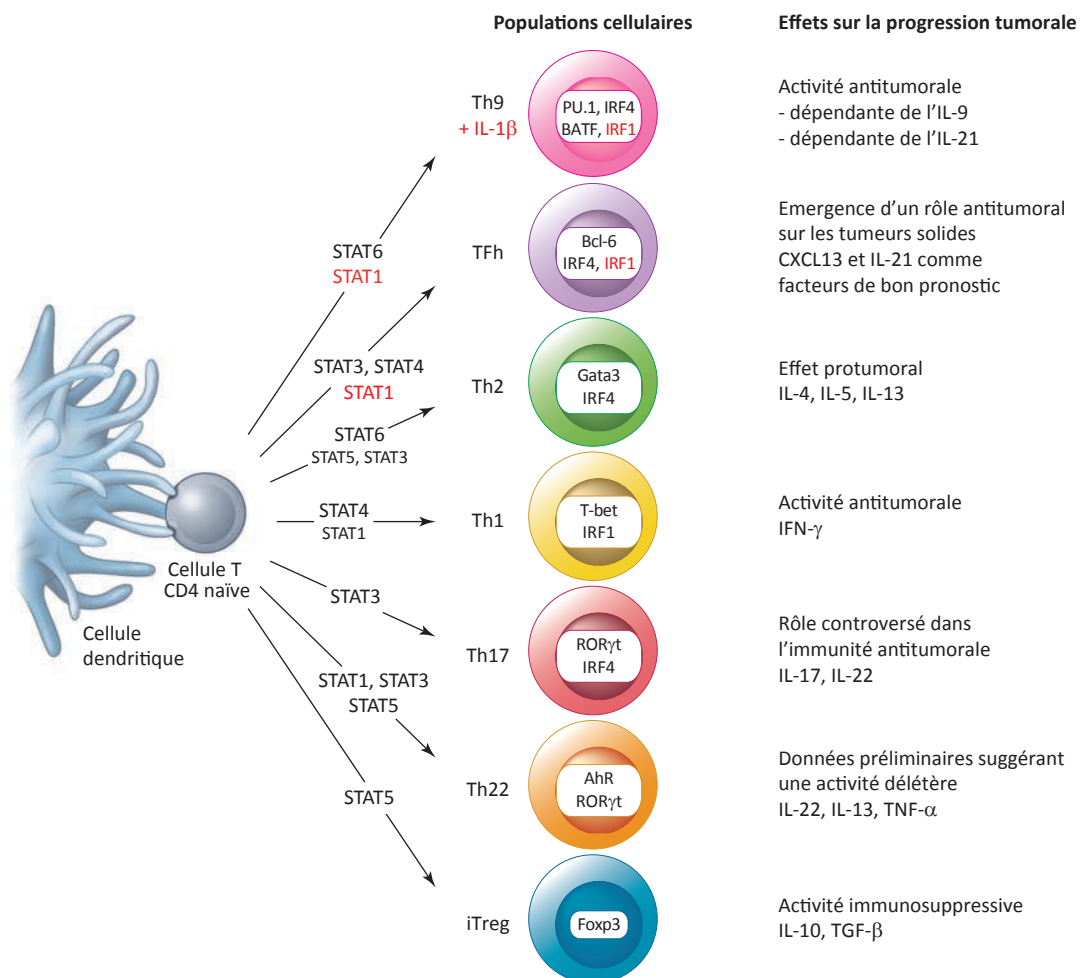 Populations cellulaires
Effets sur la progression tumorale
Th9
+ IL-1β
PU.1, IRF4
BATF, IRF1
Activité antitumorale
- dépendante de l’IL-9
- dépendante de l’IL-21
STAT6
STAT1
TFh
Bcl-6
IRF4, IRF1
Emergence d’un rôle antitumoral
sur les tumeurs solides
CXCL13 et IL-21 comme
facteurs de bon pronostic
STAT3, STAT4
STAT1
Th2
Gata3
IRF4
Effet protumoral
IL-4, IL-5, IL-13
STAT6
STAT5, STAT3
Th1
T-bet
IRF1
Activité antitumorale
IFN-γ
STAT4
STAT1
Cellule T
CD4 naïve
Cellule
dendritique
STAT3
Th17
RORγt
IRF4
Rôle controversé dans
l’immunité antitumorale
IL-17, IL-22
STAT1, STAT3
STAT5
Th22
AhR
RORγt
Données préliminaires suggérant
une activité délétère
IL-22, IL-13, TNF-α
STAT5
iTreg
Foxp3
Activité immunosuppressive
IL-10, TGF-β